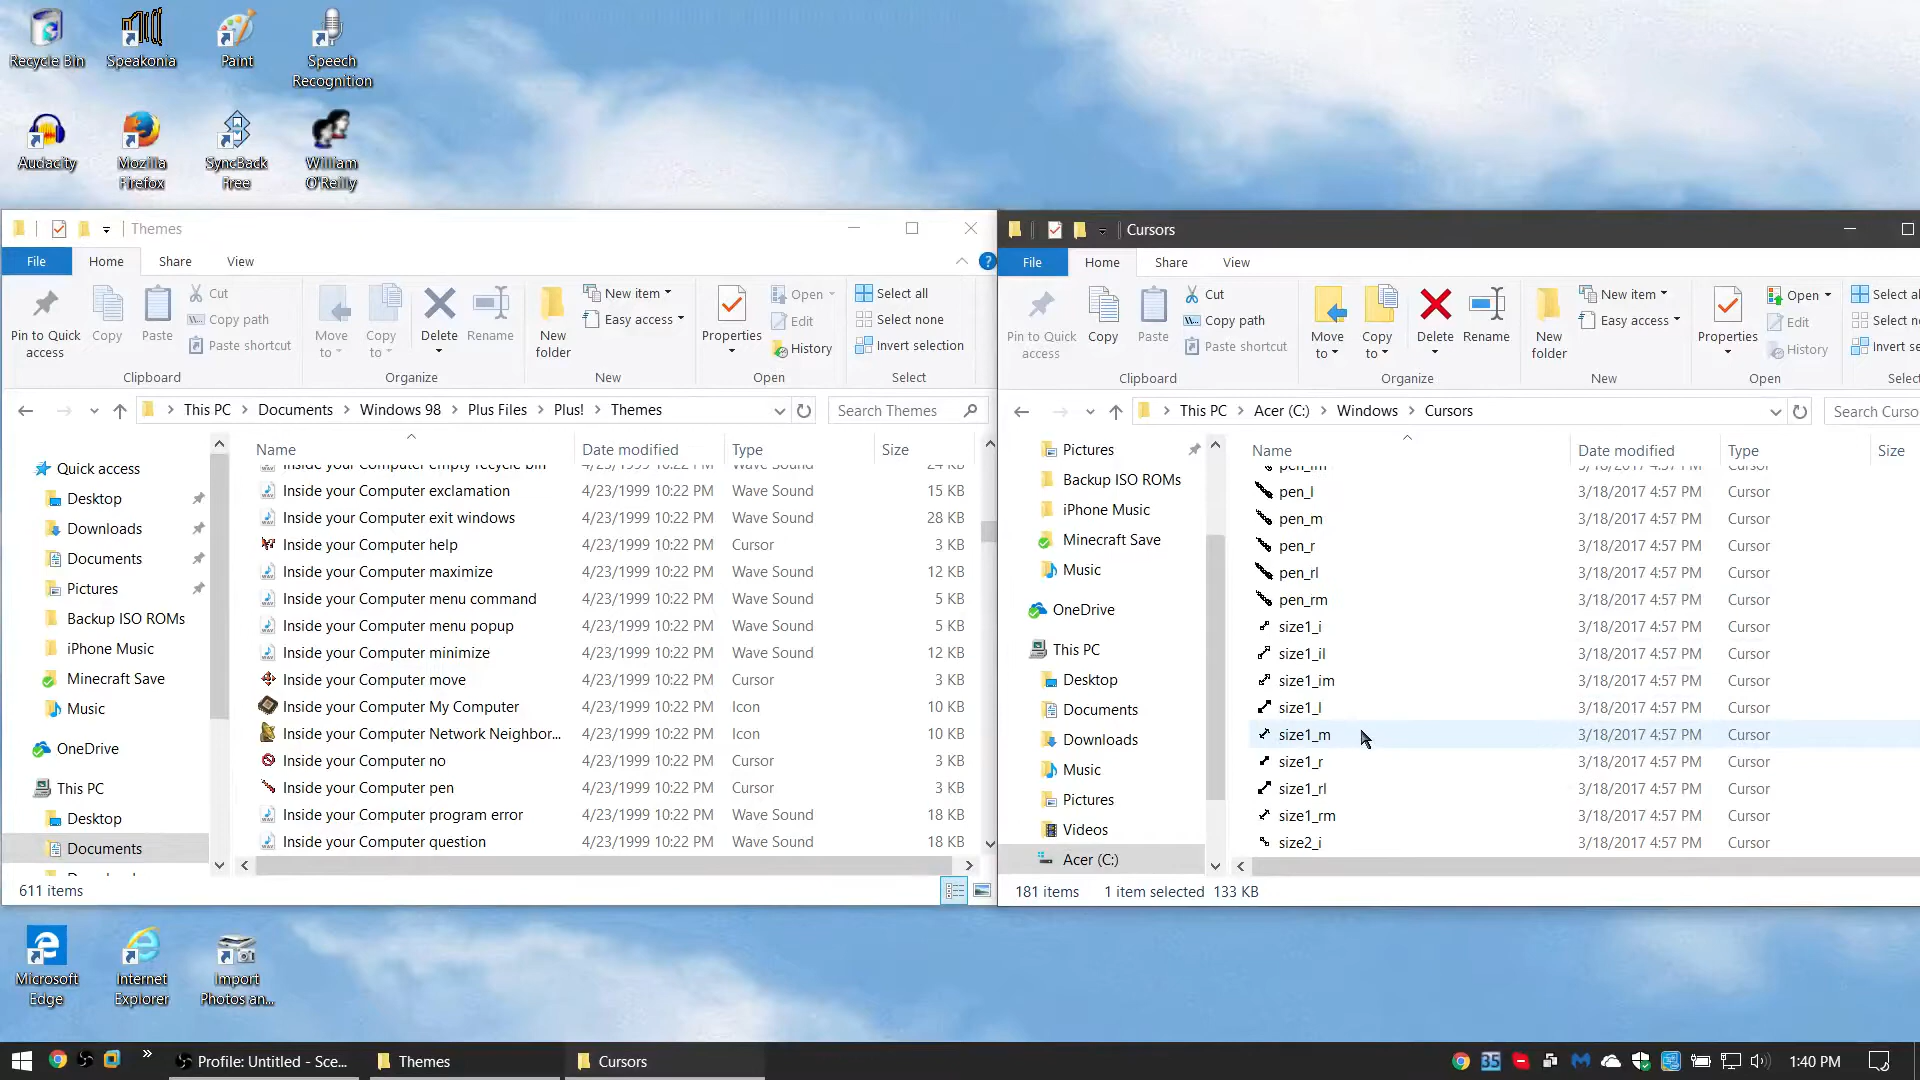 Recycle Bin
Speakonia
Paint
Speech
Recognition
Audacity
Mozilla
Firefox
SyncBack
Free
William
O'Reilly
Themes
File
Home
Share
View
Pin to Quick
access
Copy
Paste
Cut
Copy path
Paste shortcut
Move
to
Copy
to
Delete
Rename
New
folder
New item
Easy access
Properties
Open
Edit
History
Select all
Select none
Invert selection
Clipboard
Organize
New
Open
Select
This PC
Documents
Windows 98
Plus Files
Plus!
Themes
Search Themes
Quick access
Desktop
Downloads
Documents
Pictures
Backup ISO ROMs
iPhone Music
Minecraft Save
Music
OneDrive
This PC
Desktop
Documents
Name Date modified Type Size
Inside your Computer empty recycle bin 4/23/1999 10:22 PM Wave Sound 24 KB
Inside your Computer exclamation 4/23/1999 10:22 PM Wave Sound 15 KB
Inside your Computer exit windows 4/23/1999 10:22 PM Wave Sound 28 KB
Inside your Computer help 4/23/1999 10:22 PM Cursor 3 KB
Inside your Computer maximize 4/23/1999 10:22 PM Wave Sound 12 KB
Inside your Computer menu command 4/23/1999 10:22 PM Wave Sound 5 KB
Inside your Computer menu popup 4/23/1999 10:22 PM Wave Sound 5 KB
Inside your Computer minimize 4/23/1999 10:22 PM Wave Sound 12 KB
Inside your Computer move 4/23/1999 10:22 PM Cursor 3 KB
Inside your Computer My Computer 4/23/1999 10:22 PM Icon 10 KB
Inside your Computer Network Neighbor... 4/23/1999 10:22 PM Icon 10 KB
Inside your Computer no 4/23/1999 10:22 PM Cursor 3 KB
Inside your Computer pen 4/23/1999 10:22 PM Cursor 3 KB
Inside your Computer program error 4/23/1999 10:22 PM Wave Sound 18 KB
Inside your Computer question 4/23/1999 10:22 PM Wave Sound 18 KB
611 items
Cursors
File
Home
Share
View
Pin to Quick
access
Copy
Paste
Cut
Copy path
Paste shortcut
Move
to
Copy
to
Delete
Rename
New
folder
New item
Easy access
Properties
Open
Edit
History
Select al
Select no
Invert se
Clipboard
Organize
New
Open
Select
This PC
Acer (C:)
Windows
Cursors
Search Curso
Pictures
Backup ISO ROMs
iPhone Music
Minecraft Save
Music
OneDrive
This PC
Desktop
Documents
Downloads
Music
Pictures
Videos
Acer (C:)
Name Date modified Type Size
pen_im 3/18/2017 4:57 PM Cursor
pen_l 3/18/2017 4:57 PM Cursor
pen_m 3/18/2017 4:57 PM Cursor
pen_r 3/18/2017 4:57 PM Cursor
pen_rl 3/18/2017 4:57 PM Cursor
pen_rm 3/18/2017 4:57 PM Cursor
size1_i 3/18/2017 4:57 PM Cursor
size1_il 3/18/2017 4:57 PM Cursor
size1_im 3/18/2017 4:57 PM Cursor
size1_l 3/18/2017 4:57 PM Cursor
size1_m 3/18/2017 4:57 PM Cursor
size1_r 3/18/2017 4:57 PM Cursor
size1_rl 3/18/2017 4:57 PM Cursor
size1_rm 3/18/2017 4:57 PM Cursor
size2_i 3/18/2017 4:57 PM Cursor
181 items 1 item selected 133 KB
Microsoft
Edge
Internet
Explorer
Import
Photos an...
Profile: Untitled - Sce...
Themes
Cursors
35
1:40 PM